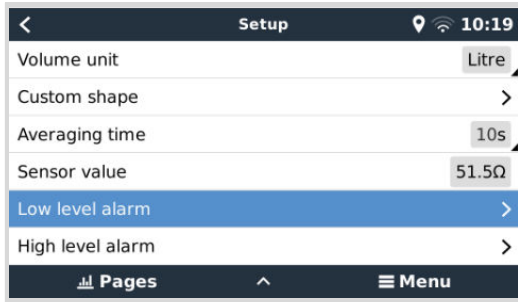 Setup 10:19
Volume unit Litre
Custom shape
Averaging time 10s
Sensor value 51.5Ω
Low level alarm
High level alarm
Pages Menu